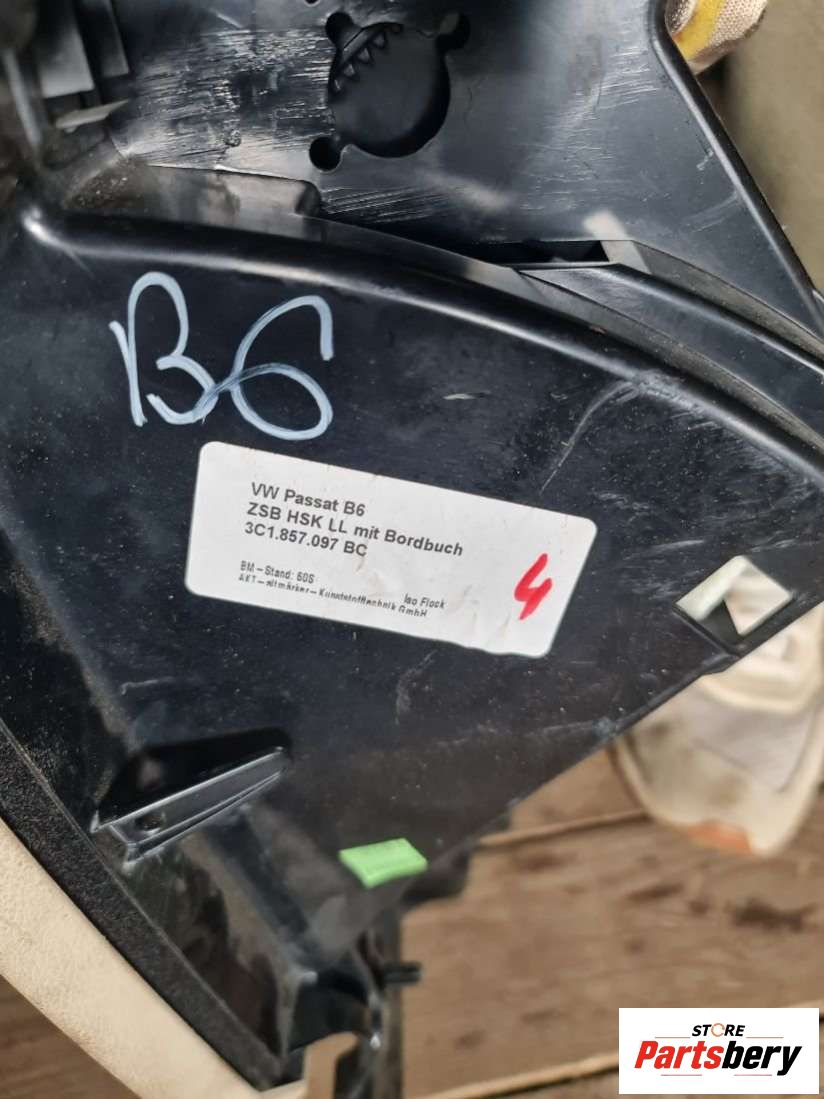 B6
VW Passat B6
ZSB HSK LL mit Bordbuch
3C1.857.097 BC
BM-Stand: 60S
Iso Flock
AKT-altmärker-Kunststofftechnik GmbH
4
STORE
Partsbery